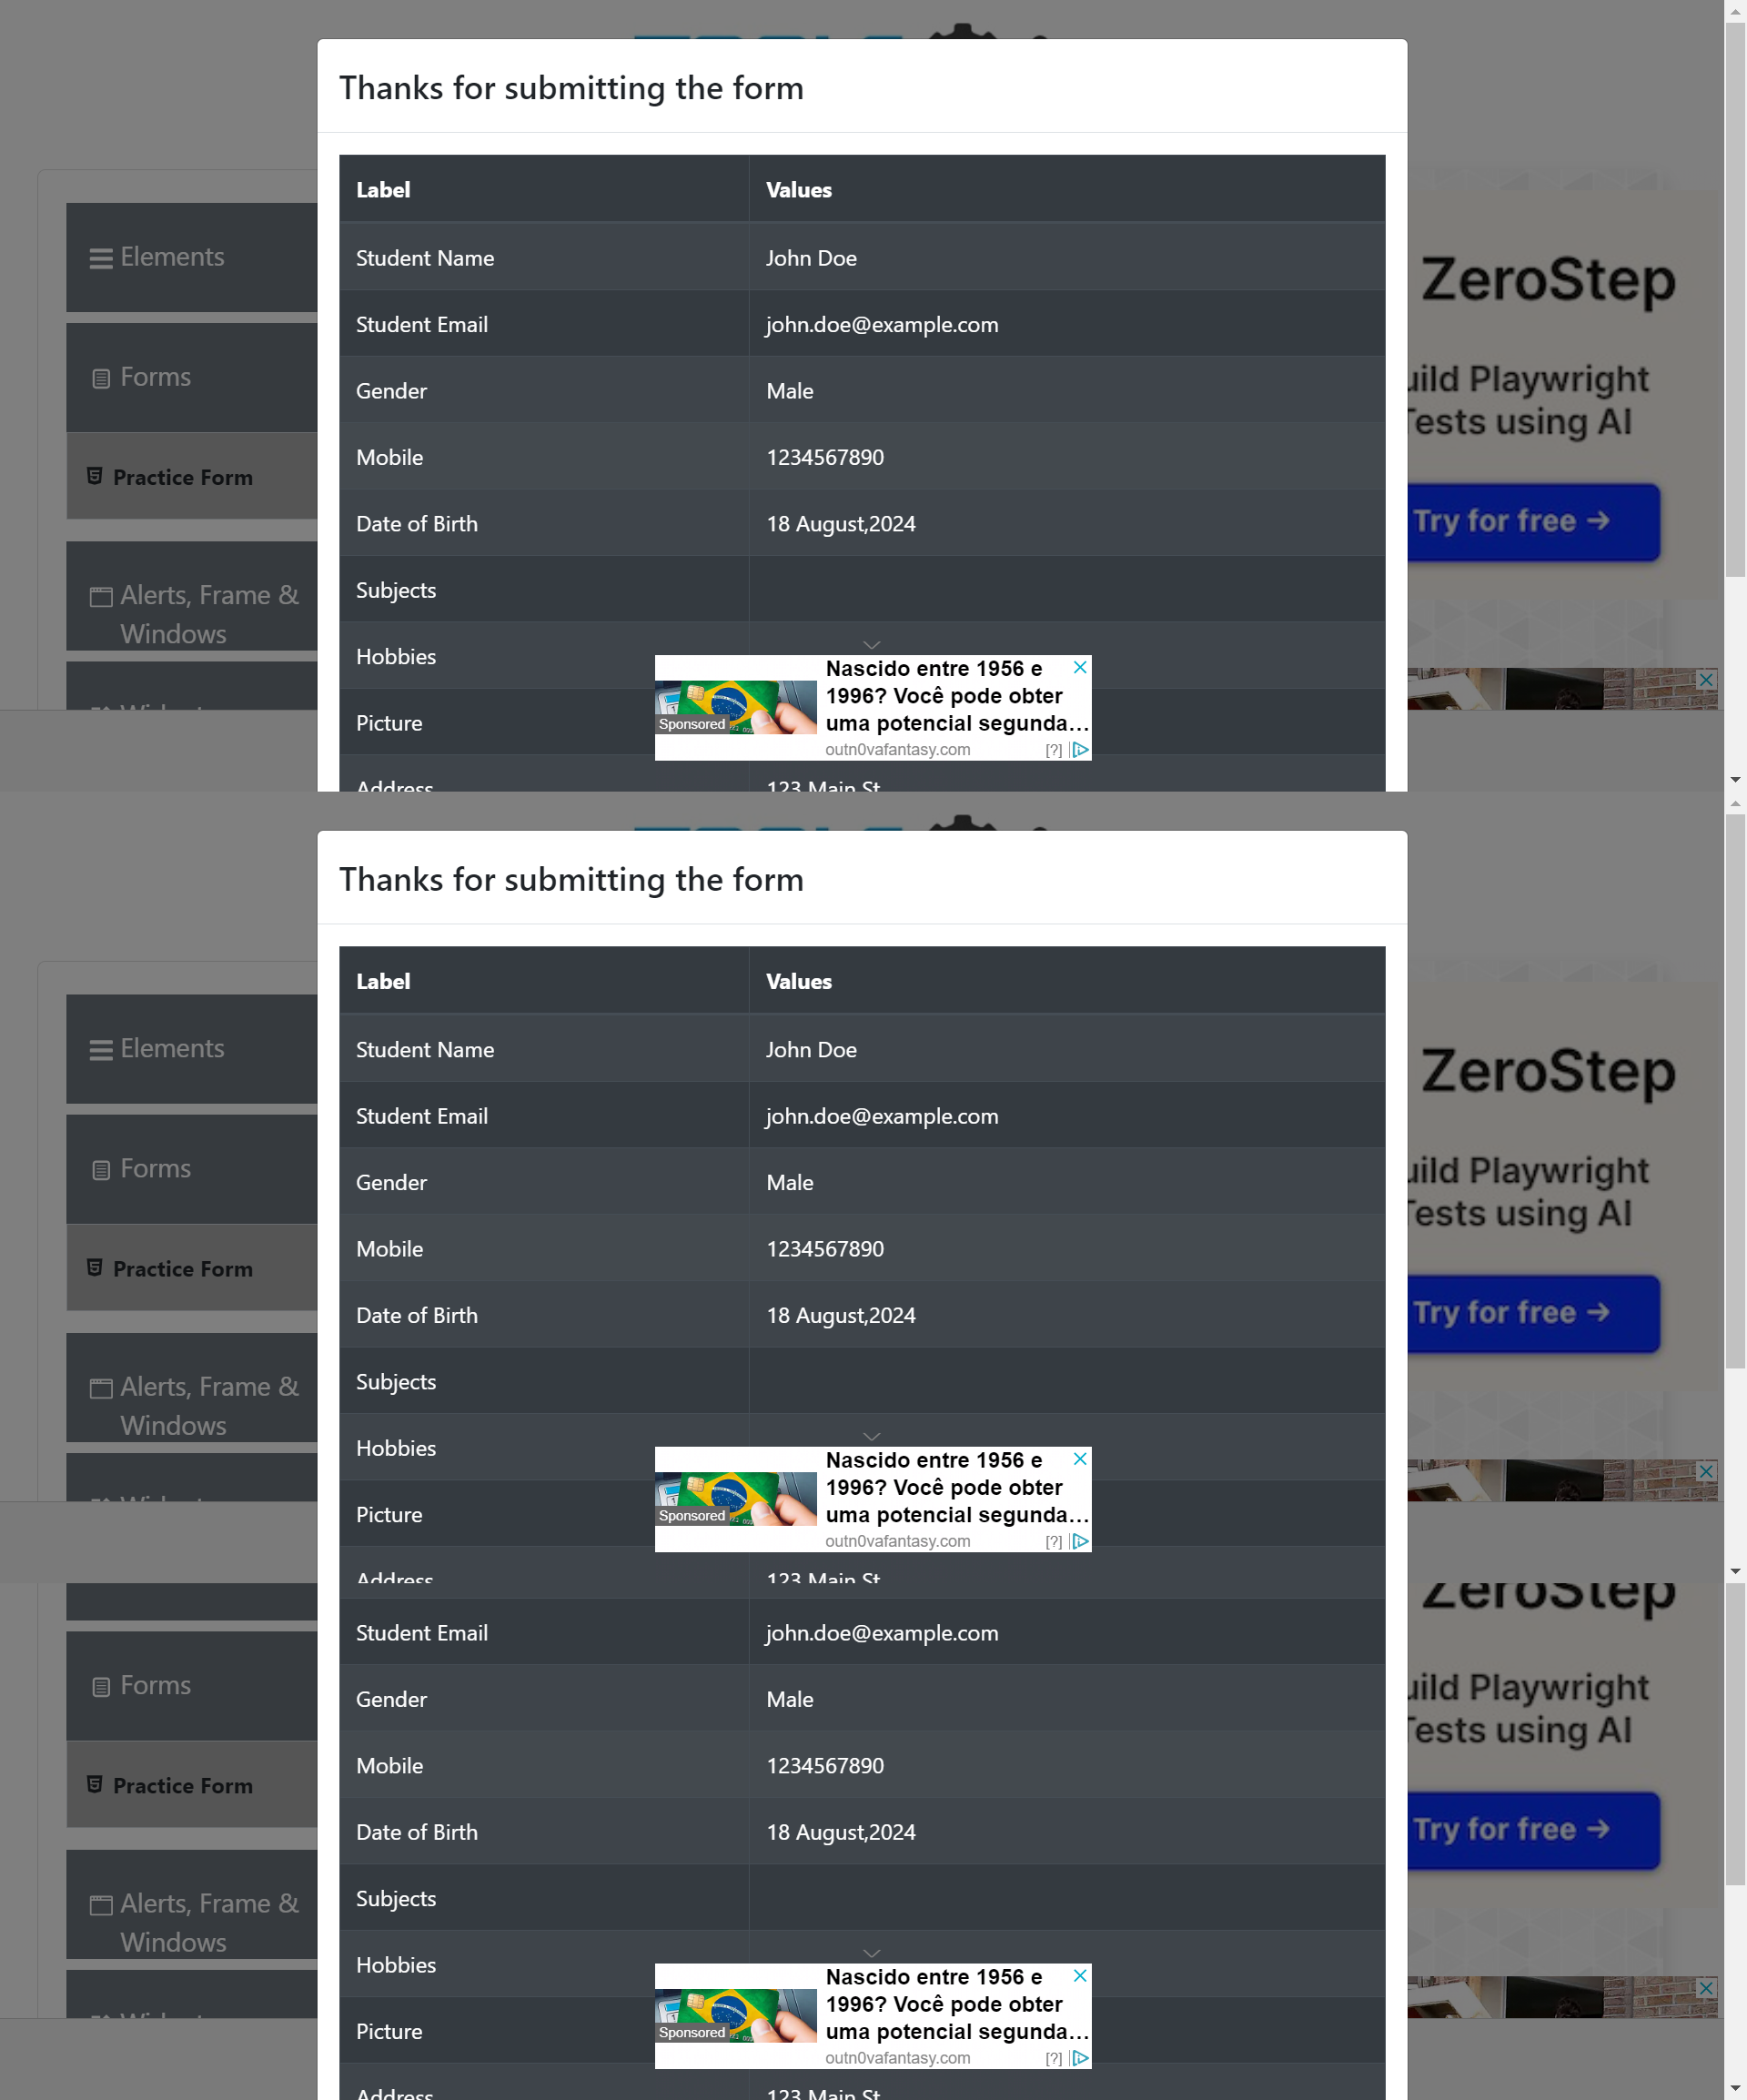 Thanks for submitting the form
Label Values
Elements
Student Name John Doe
ZeroStep
Student Email john.doe@example.com
Forms
Gender Male
uild Playwright
Tests using AI
Mobile 1234567890
Practice Form
Date of Birth 18 August,2024
Try for free →
Subjects
Alerts, Frame &
Windows
Hobbies
Nascido entre 1956 e
1996? Você pode obter
uma potencial segunda...
Sponsored
outn0vafantasy.com [?]
Picture
Address 123 Main St
Thanks for submitting the form
Label Values
Elements
Student Name John Doe
ZeroStep
Student Email john.doe@example.com
Forms
Gender Male
uild Playwright
Tests using AI
Mobile 1234567890
Practice Form
Date of Birth 18 August,2024
Try for free →
Subjects
Alerts, Frame &
Windows
Hobbies
Nascido entre 1956 e
1996? Você pode obter
uma potencial segunda...
Sponsored
outn0vafantasy.com [?]
Picture
Address 123 Main St
ZeroStep
Student Email john.doe@example.com
Forms
Gender Male
uild Playwright
Tests using AI
Mobile 1234567890
Practice Form
Date of Birth 18 August,2024
Try for free →
Subjects
Alerts, Frame &
Windows
Hobbies
Nascido entre 1956 e
1996? Você pode obter
uma potencial segunda...
Sponsored
outn0vafantasy.com [?]
Picture
Address 123 Main St